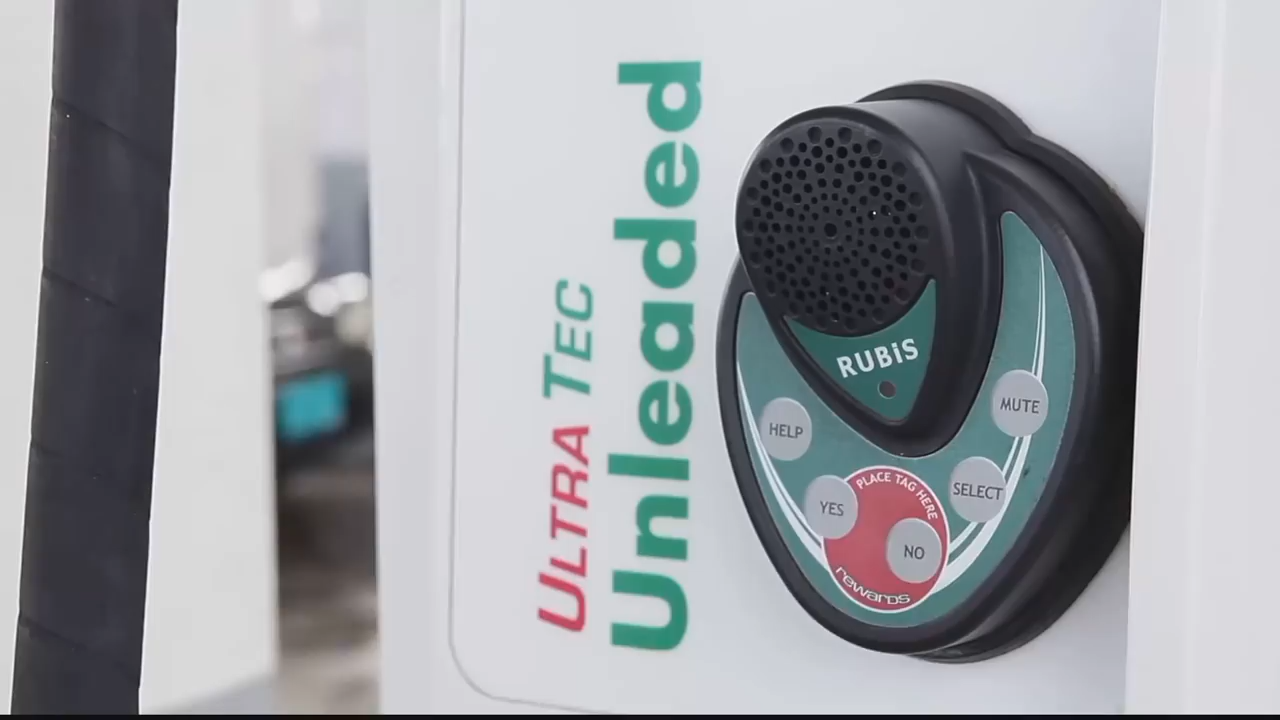 ULTRA TEC
Unleaded
RUBiS
HELP
MUTE
YES
SELECT
PLACE TAG HERE
NO
rewards